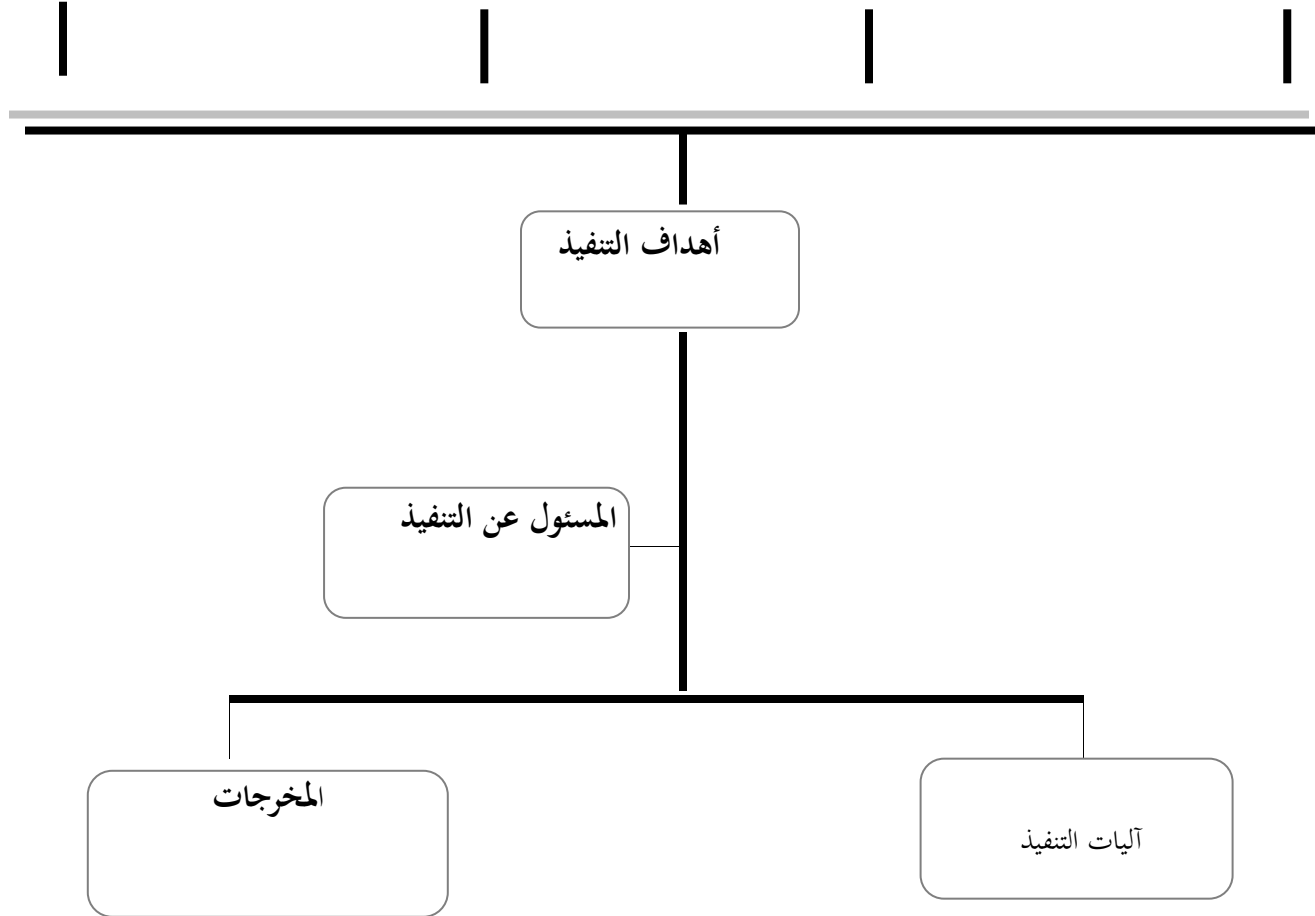 أهداف التنفيذ
المسئول عن التنفيذ
آليات التنفيذ
المخرجات